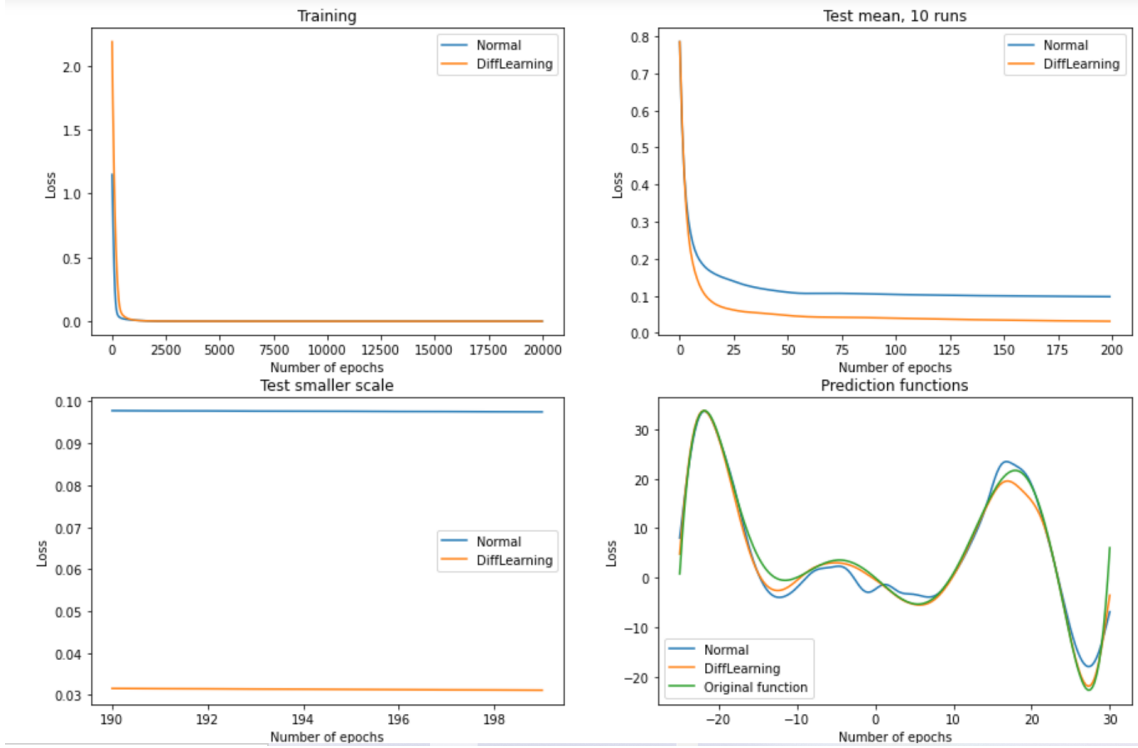 Training
Loss
2.0
1.5
1.0
0.5
0.0
Normal
DiffLearning
0 2500 5000 7500 10000 12500 15000 17500 20000
Number of epochs
Test mean, 10 runs
Loss
0.8
0.7
0.6
0.5
0.4
0.3
0.2
0.1
0.0
Normal
DiffLearning
0 25 50 75 100 125 150 175 200
Number of epochs
Test smaller scale
Loss
0.10
0.09
0.08
0.07
0.06
0.05
0.04
0.03
Normal
DiffLearning
190 192 194 196 198
Number of epochs
Prediction functions
Loss
30
20
10
0
−10
−20
Normal
DiffLearning
Original function
−20 −10 0 10 20 30
Number of epochs